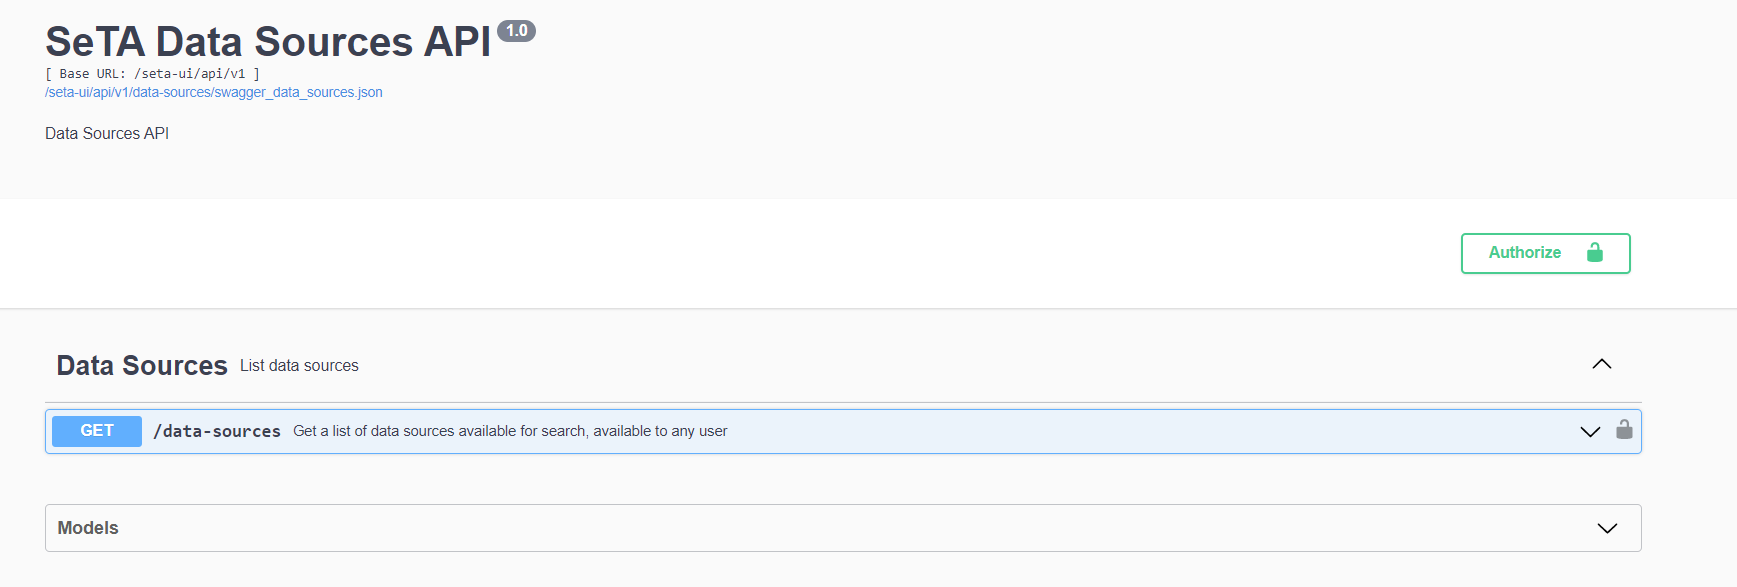 SeTA Data Sources API 1.0
[ Base URL: /seta-ui/api/v1 ]
/seta-ui/api/v1/data-sources/swagger_data_sources.json
Data Sources API
Authorize
Data Sources List data sources
GET /data-sources Get a list of data sources available for search, available to any user
Models